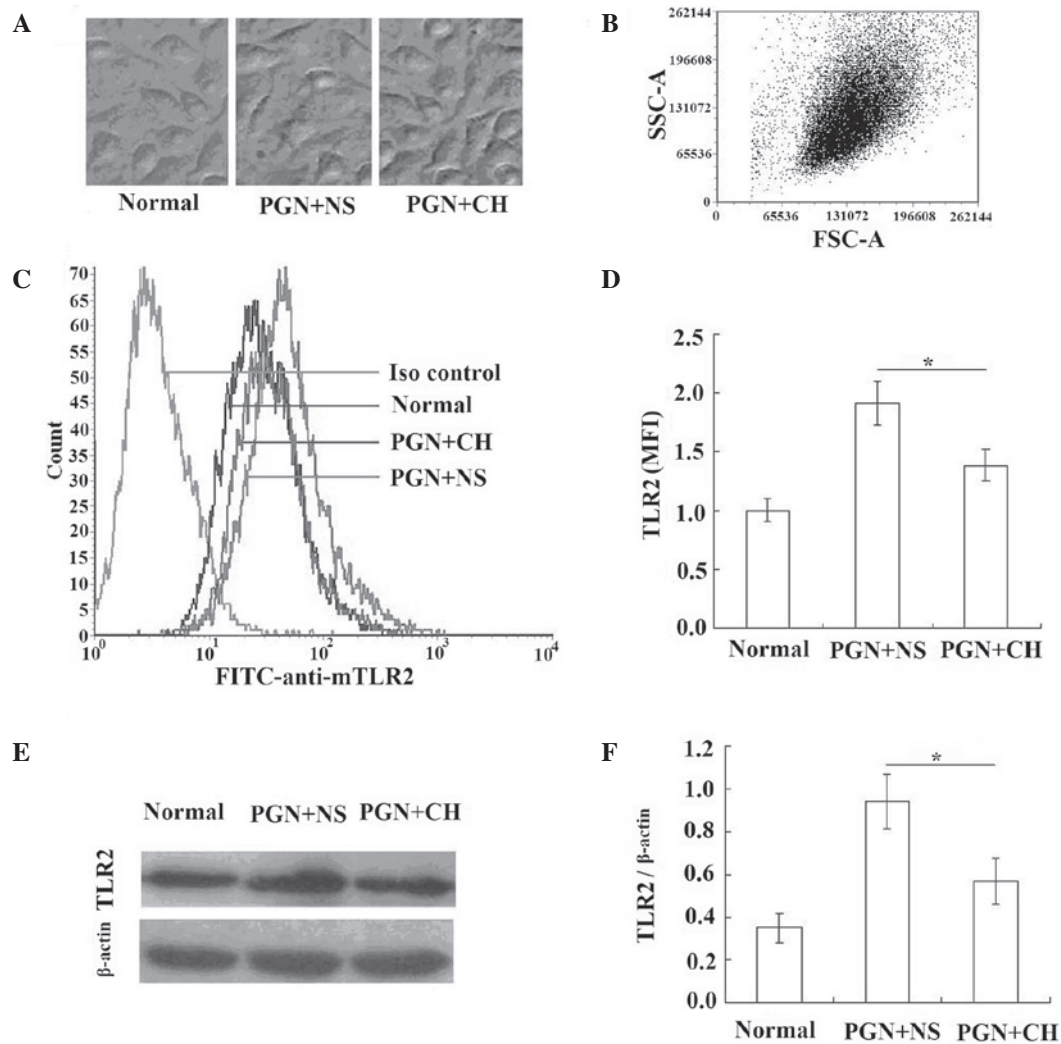 A
Normal
PGN+NS
PGN+CH
B
SSC-A
262144
196608
131072
65536
0
0
65536
131072
196608
262144
FSC-A
C
Count
70
65
60
55
50
45
40
35
30
25
20
15
10
5
0
Iso control
Normal
PGN+CH
PGN+NS
10^0
10^1
10^2
10^3
10^4
FITC-anti-mTLR2
D
TLR2 (MFI)
2.5
2.0
1.5
1.0
0.5
0.0
*
Normal
PGN+NS
PGN+CH
E
Normal
PGN+NS
PGN+CH
TLR2
β-actin
F
TLR2 / β-actin
1.2
1.0
0.8
0.6
0.4
0.2
0.0
*
Normal
PGN+NS
PGN+CH